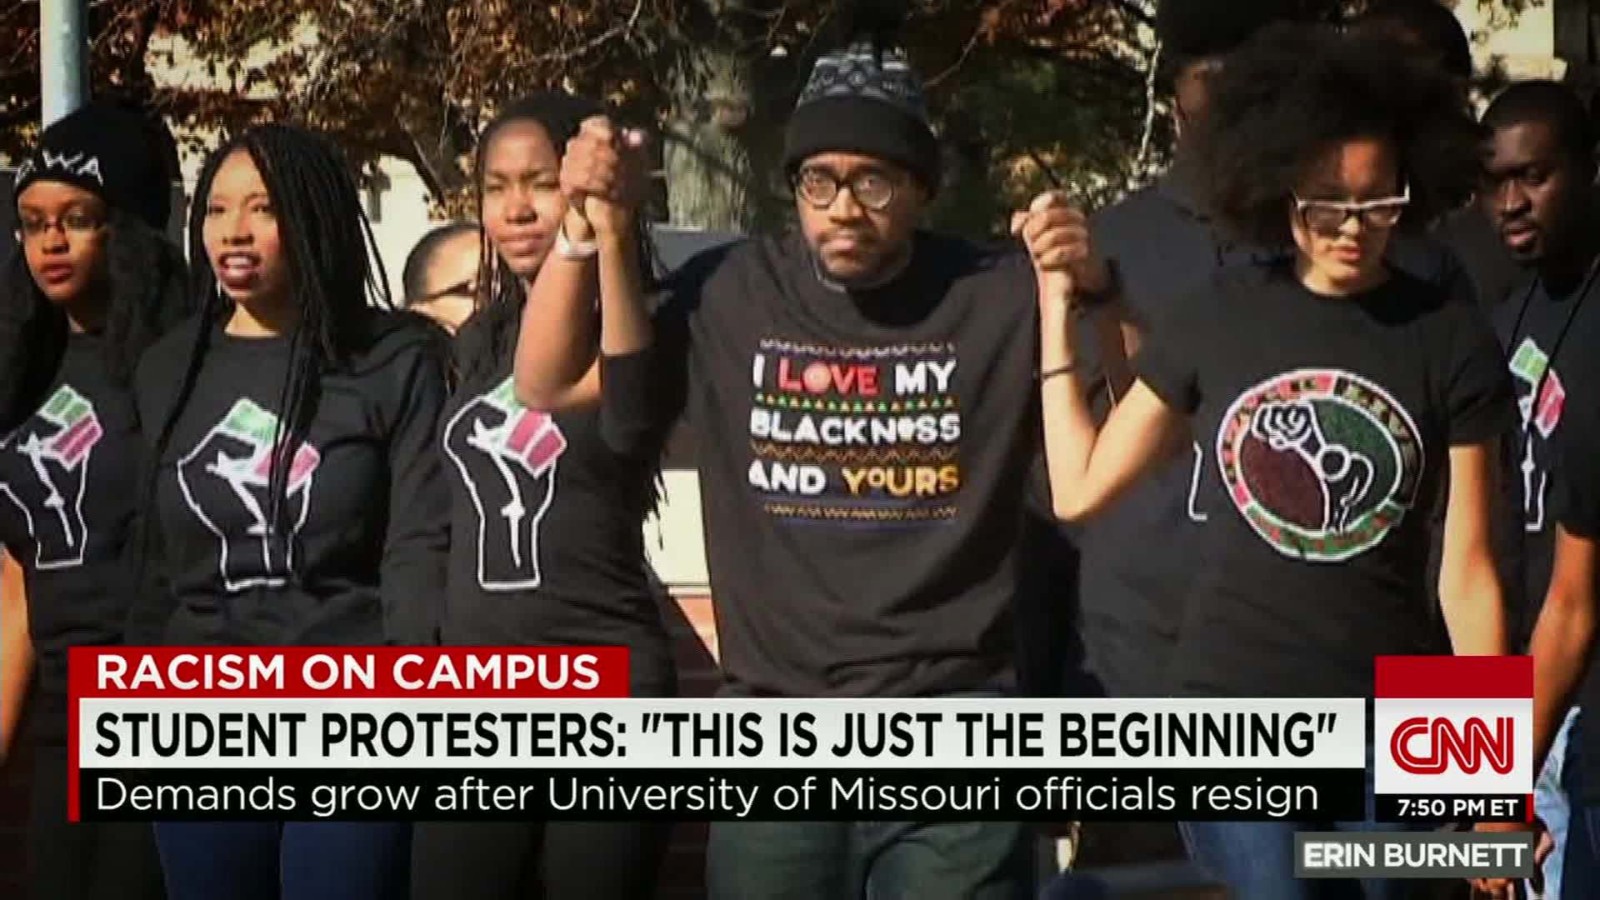 WA
I LOVE MY
BLACKNESS
AND YOURS
RACISM ON CAMPUS
STUDENT PROTESTERS: "THIS IS JUST THE BEGINNING"
Demands grow after University of Missouri officials resign
CNN
7:50 PM ET
ERIN BURNETT